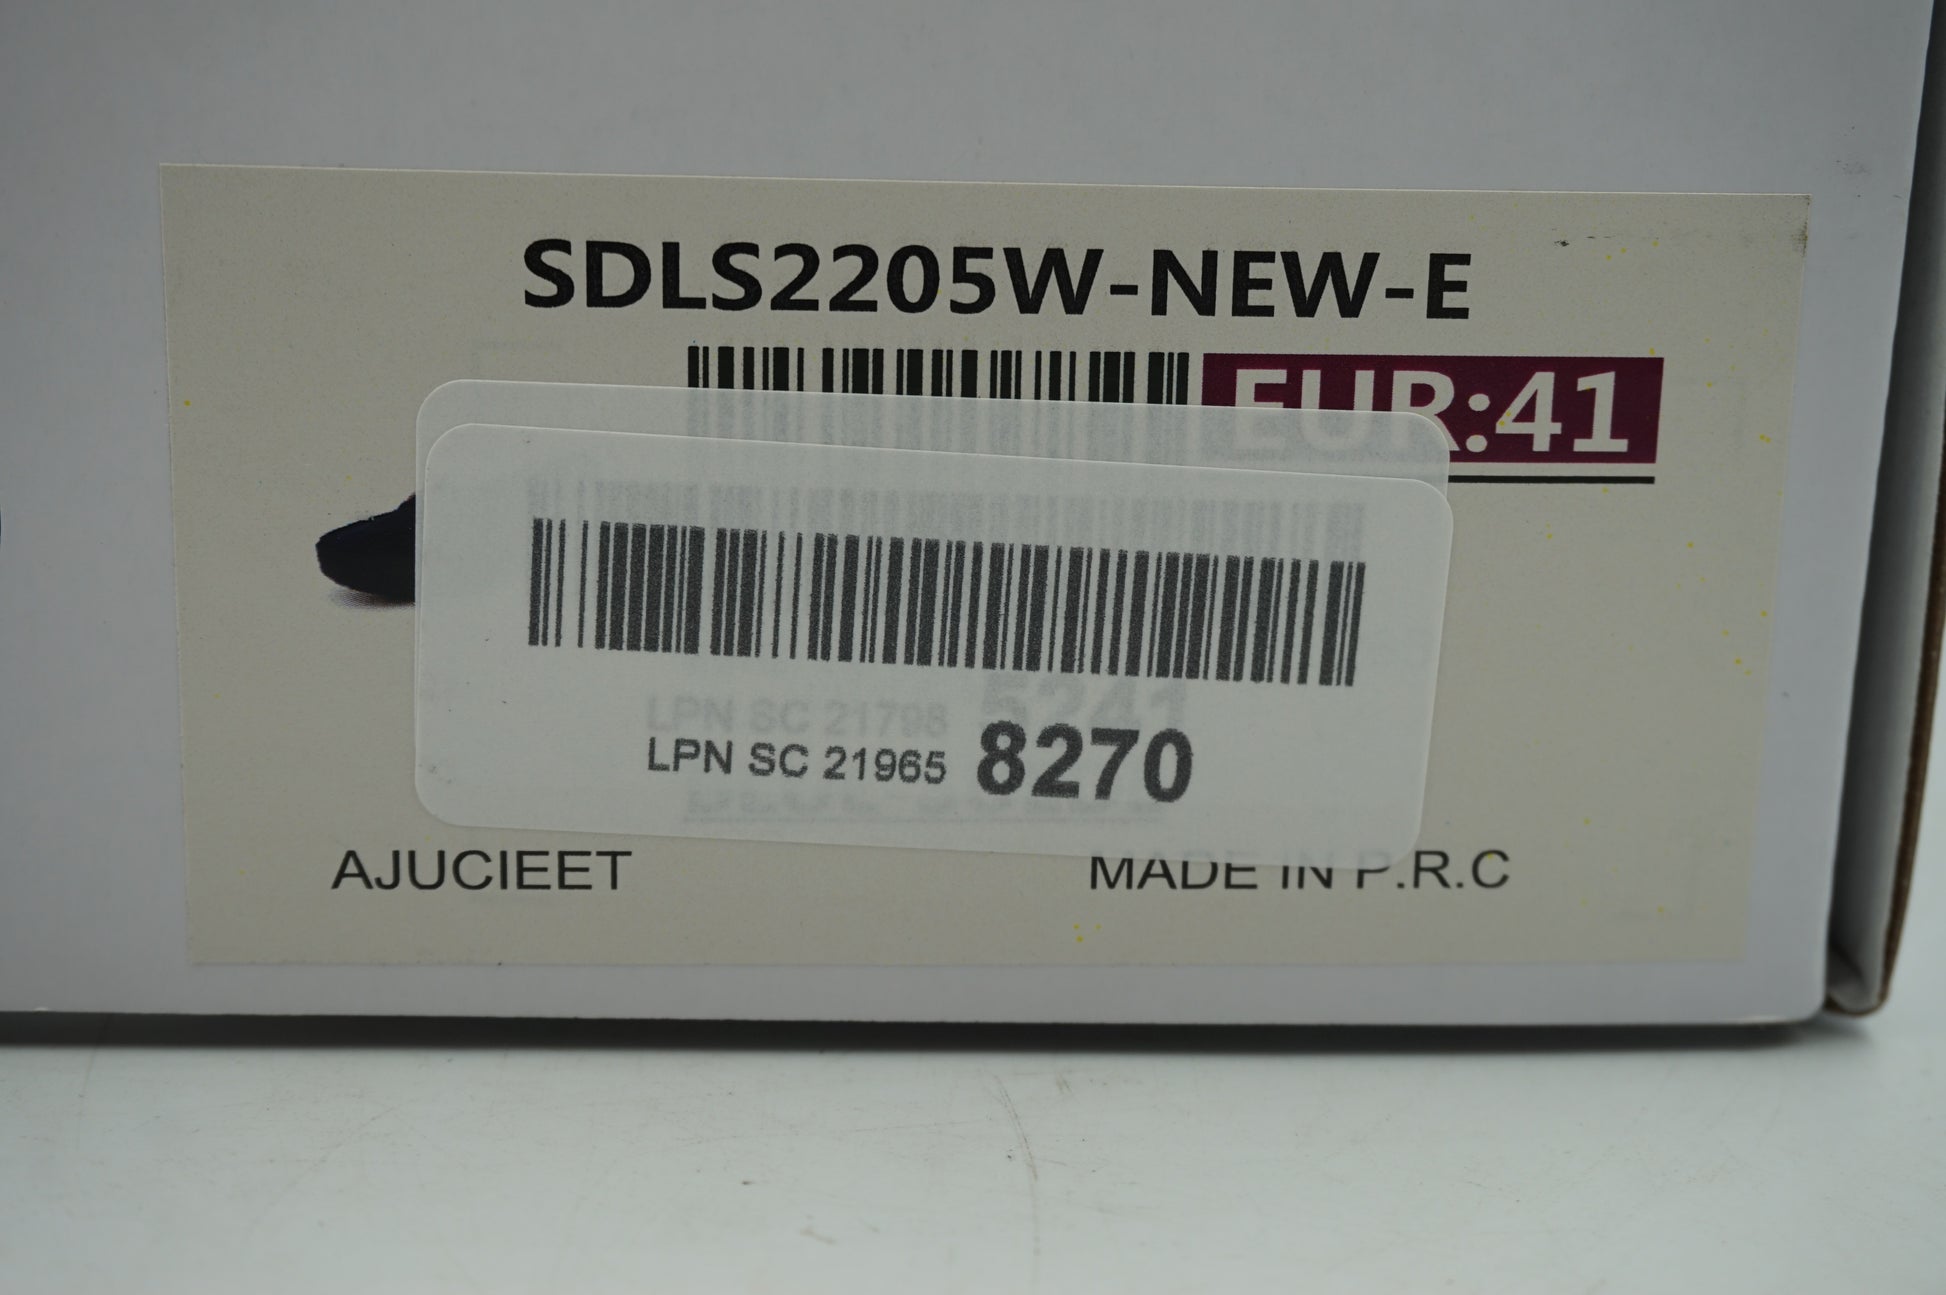 SDLS2205W-NEW-E
EUR:41
LPN SC 21798 5241
LPN SC 21965 8270
AJUCIEET
MADE IN P.R.C